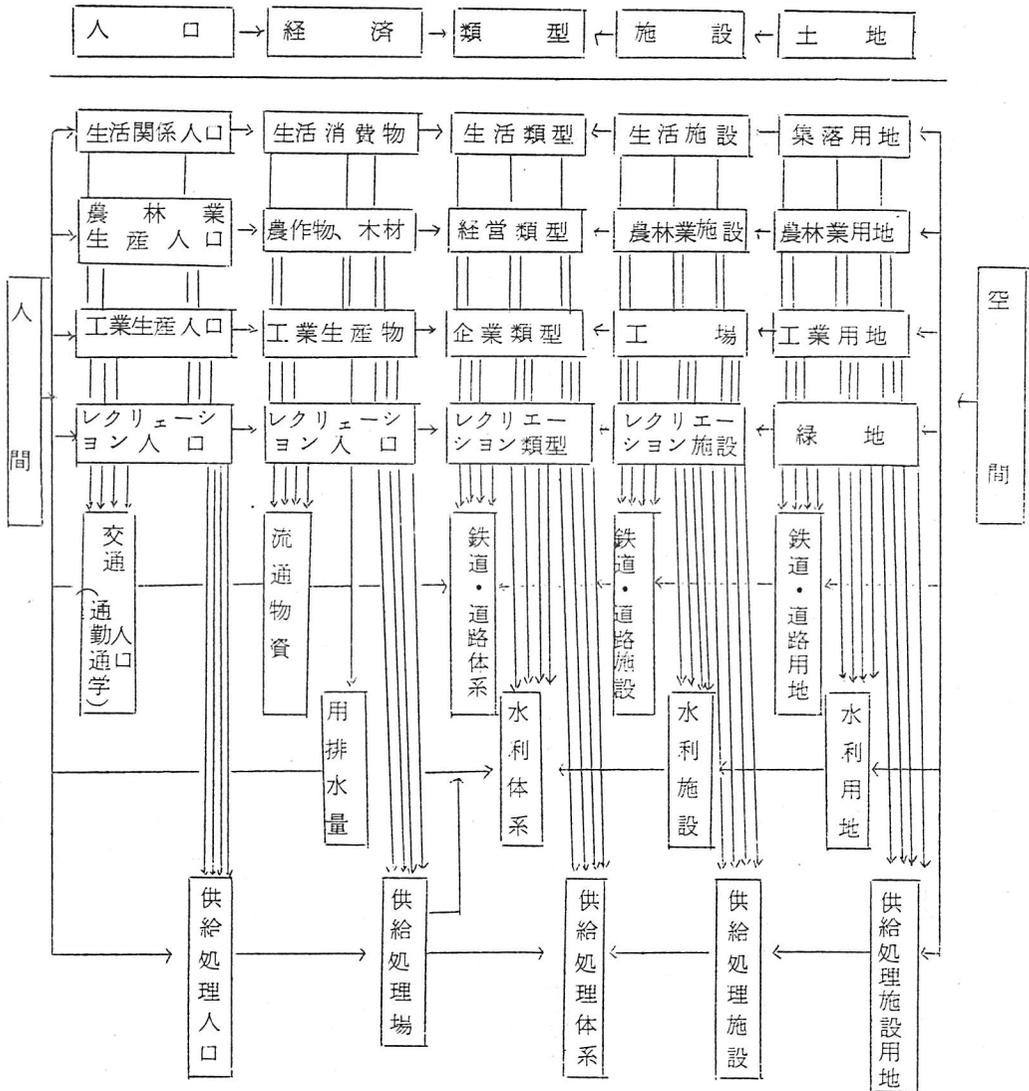 人口
経済
類型
施設
土地
生活関係人口
生活消費物
生活類型
生活施設
集落用地
農林業
生産人口
農作物、木材
経営類型
農林業施設
農林業用地
工業生産人口
工業生産物
企業類型
工場
工業用地
レクリェーシ
ョン人口
レクリェーシ
ョン人口
レクリエー
ション類型
レクリエー
ション施設
緑地
人間
空間
交通人口
(通勤通学)
流通物資
鉄道・道路体系
鉄道・道路施設
鉄道・道路用地
用排水量
水利体系
水利施設
水利用地
供給処理人口
供給処理場
供給処理体系
供給処理施設
供給処理施設用地